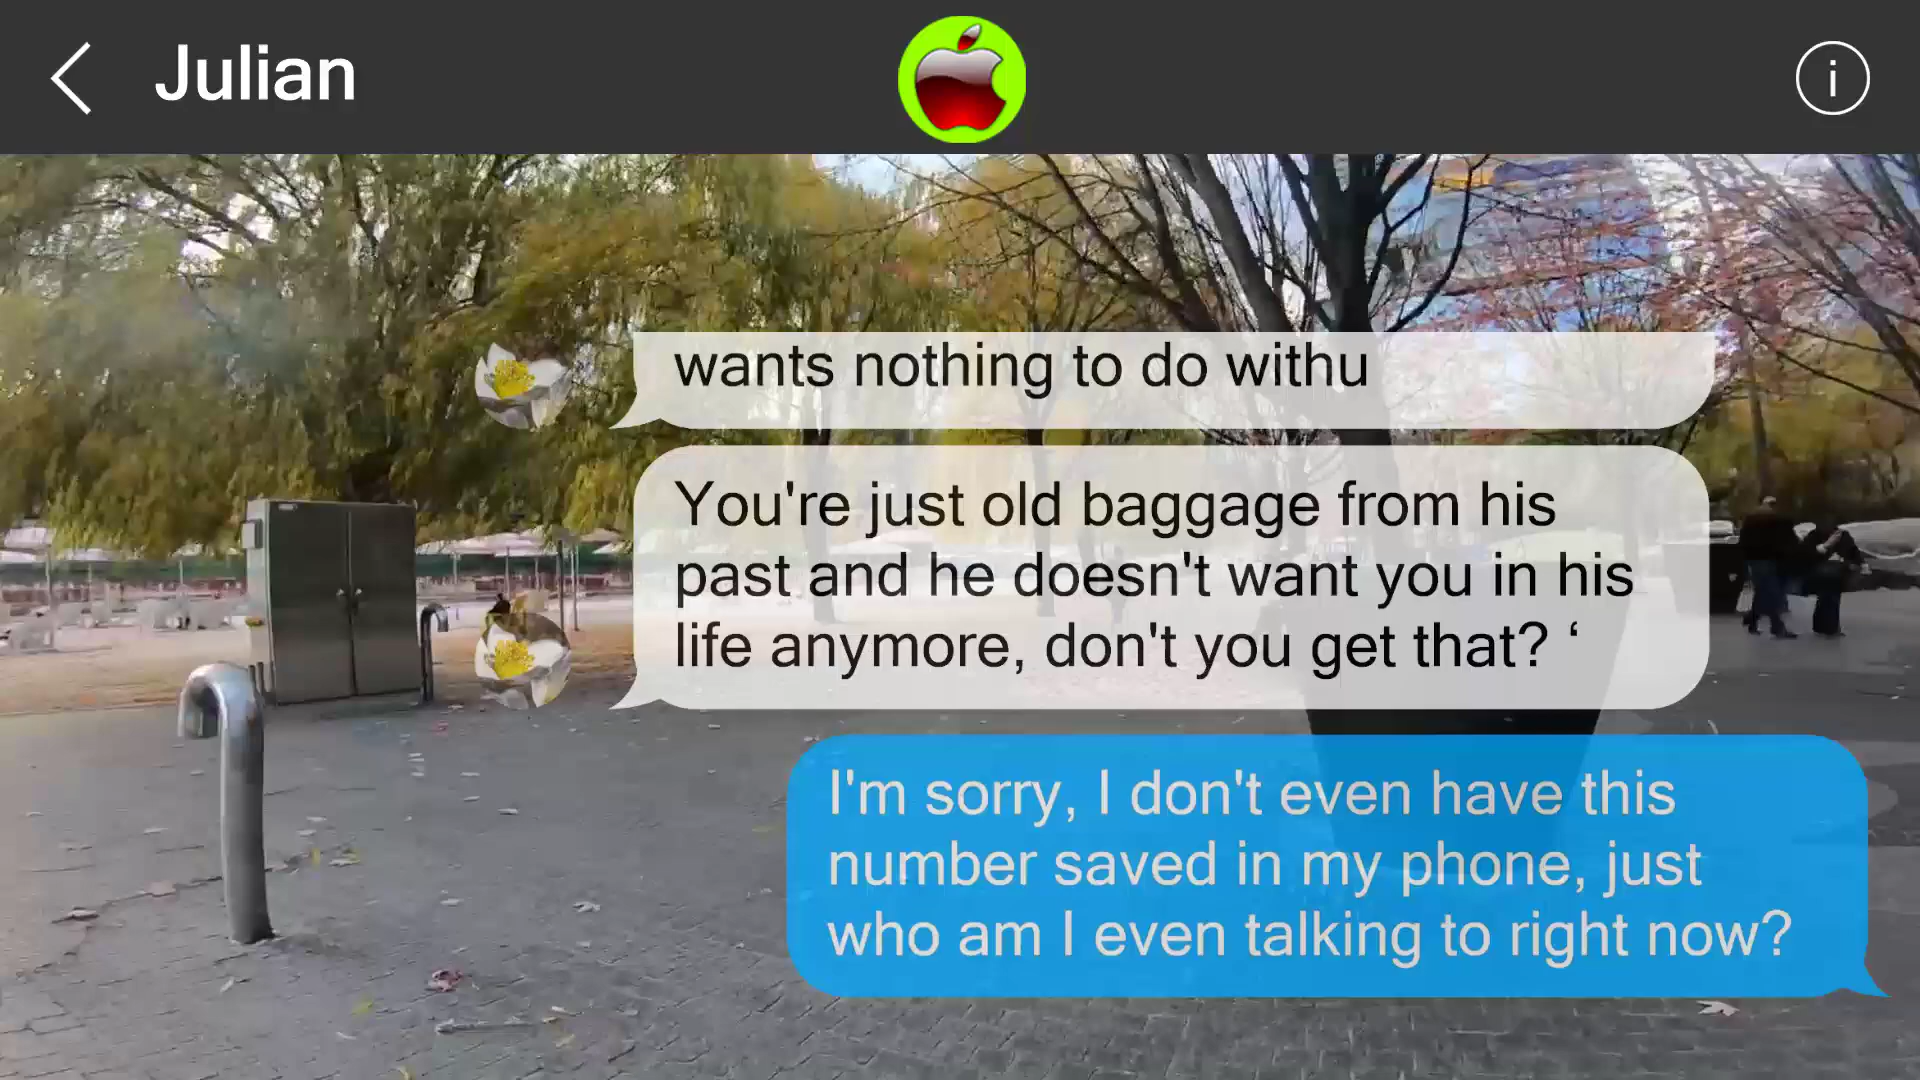 Julian
i
wants nothing to do withu
You're just old baggage from his
past and he doesn't want you in his
life anymore, don't you get that? ‘
I'm sorry, I don't even have this
number saved in my phone, just
who am I even talking to right now?